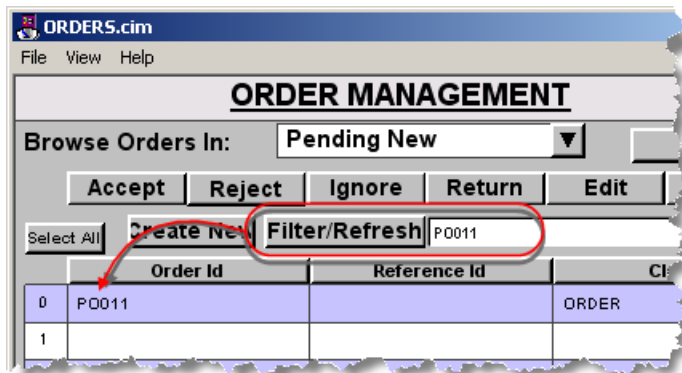 ORDERS.cim
File View Help
ORDER MANAGEMENT
Browse Orders In: Pending New
Accept Reject Ignore Return Edit
Select All Create New Filter/Refresh PO011
Order Id Reference Id
0 PO011 ORDER
1